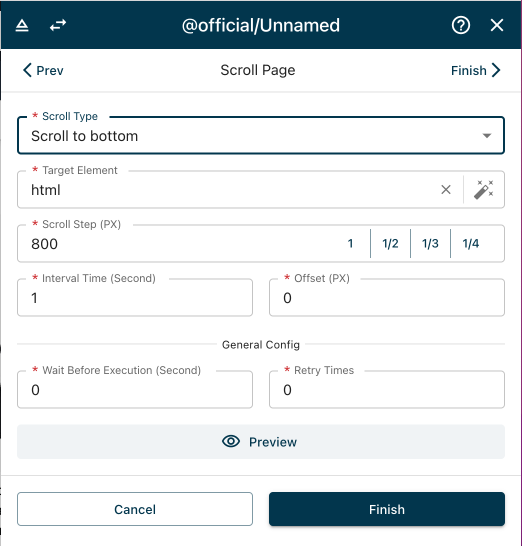 @official/Unnamed
Prev
Scroll Page
Finish
* Scroll Type
Scroll to bottom
* Target Element
html
* Scroll Step (PX)
800 1 1/2 1/3 1/4
* Interval Time (Second) * Offset (PX)
1 0
General Config
* Wait Before Execution (Second) * Retry Times
0 0
Preview
Cancel Finish